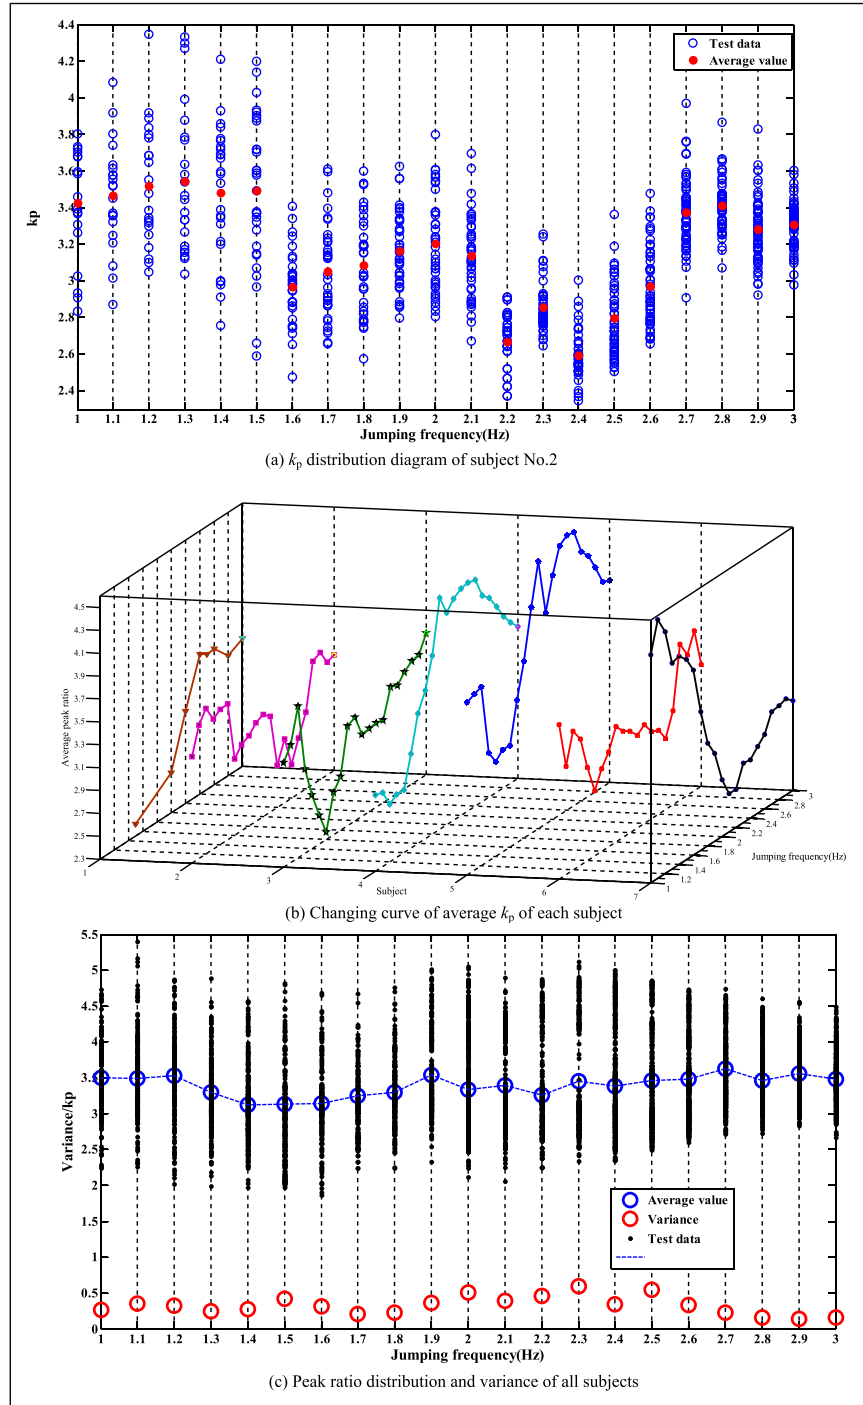 4.4
4.2
4
3.8
3.6
3.4
3.2
3
2.8
2.6
2.4
kp
Test data
Average value
1 1.1 1.2 1.3 1.4 1.5 1.6 1.7 1.8 1.9 2 2.1 2.2 2.3 2.4 2.5 2.6 2.7 2.8 2.9 3
Jumping frequency(Hz)
(a) kp distribution diagram of subject No.2
4.5
4.3
4.1
3.9
3.7
3.5
3.3
3.1
2.9
2.7
2.5
2.3
Average peak ratio
1 2 3 4 5 6 7
Subject
1 1.2 1.4 1.6 1.8 2 2.2 2.4 2.6 2.8 3
Jumping frequency(Hz)
(b) Changing curve of average kp of each subject
5.5
5
4.5
4
3.5
3
2.5
2
1.5
1
0.5
0
Variance/kp
Average value
Variance
Test data
1 1.1 1.2 1.3 1.4 1.5 1.6 1.7 1.8 1.9 2 2.1 2.2 2.3 2.4 2.5 2.6 2.7 2.8 2.9 3
Jumping frequency(Hz)
(c) Peak ratio distribution and variance of all subjects